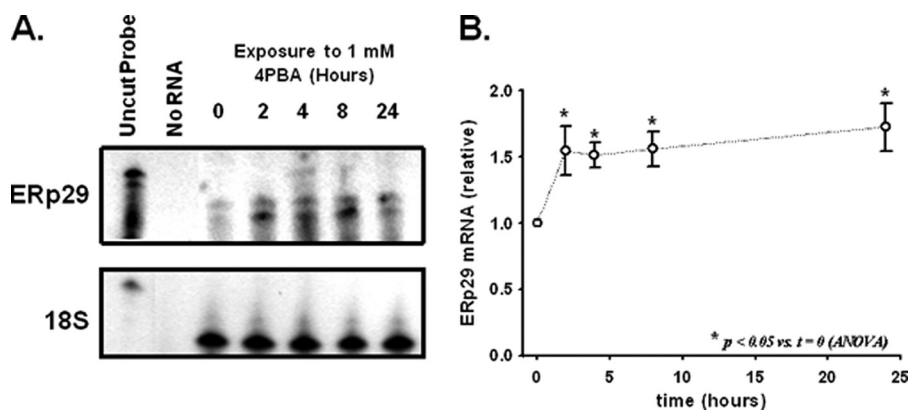 A.
Uncut Probe
No RNA
Exposure to 1 mM
4PBA (Hours)
0 2 4 8 24
ERp29
18S
B.
ERp29 mRNA (relative)
2.0
1.5
1.0
0.5
0.0
* * * *
* p < 0.05 vs. t = 0 (ANOVA)
0 5 10 15 20 25
time (hours)